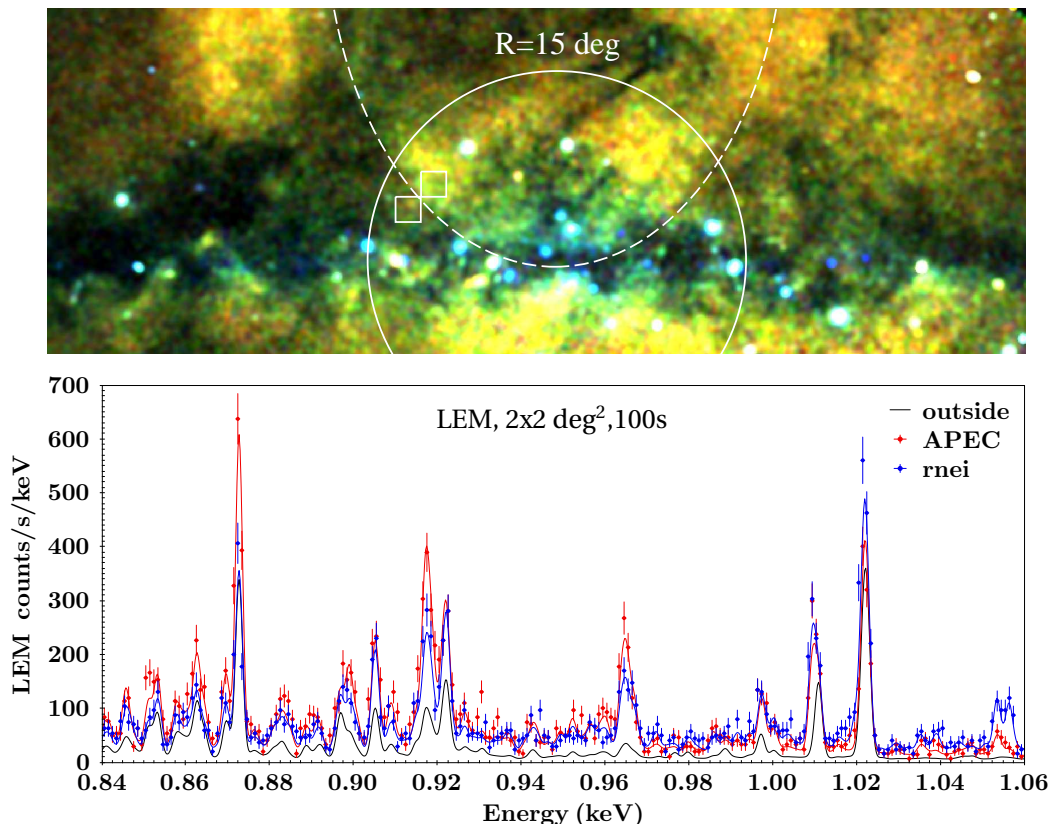 R=15 deg
700
600
500
400
300
200
100
0
LEM counts/s/keV
LEM, 2x2 deg²,100s
outside
APEC
rnei
0.84 0.86 0.88 0.90 0.92 0.94 0.96 0.98 1.00 1.02 1.04 1.06
Energy (keV)